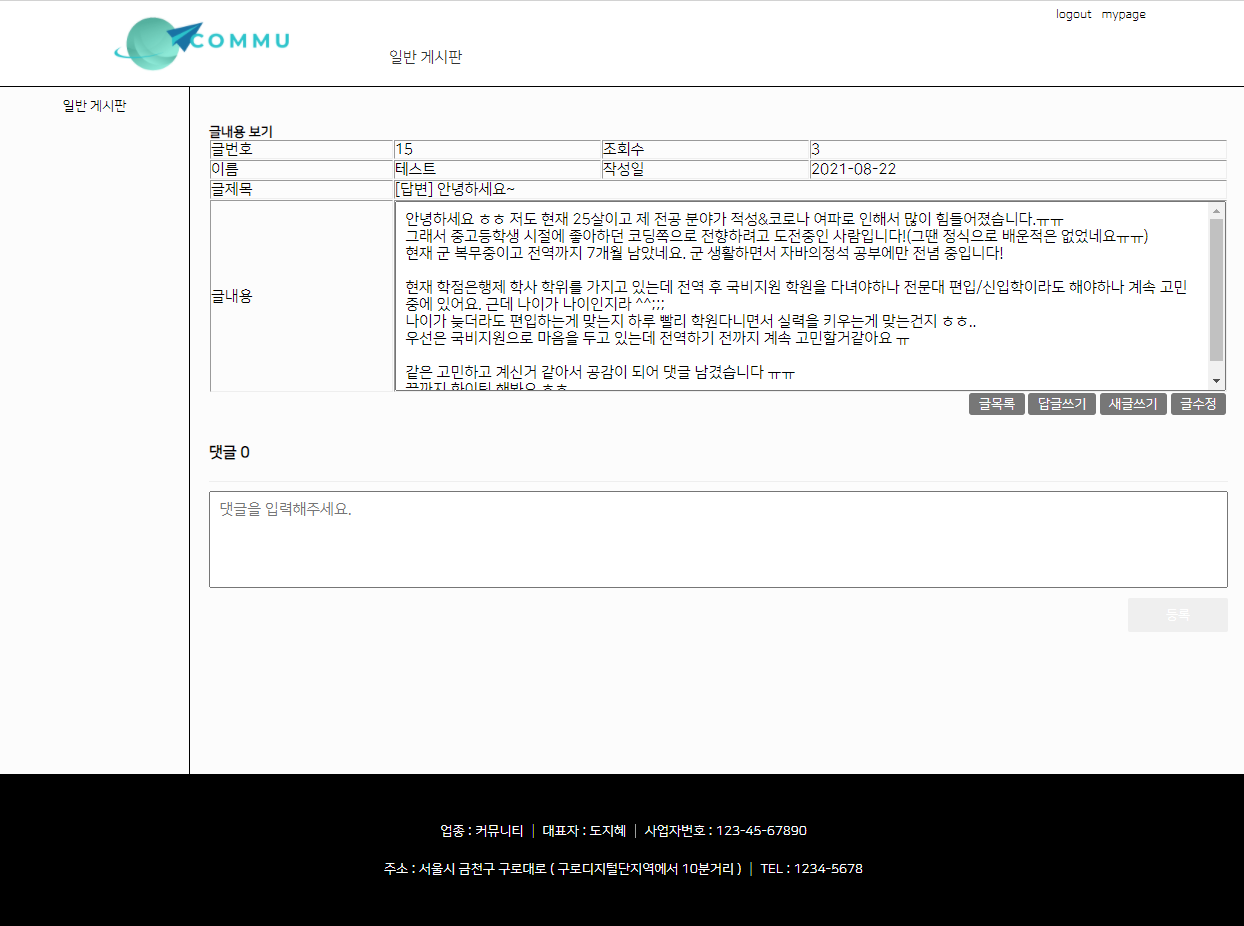 logout mypage
COMMU
일반 게시판
일반 게시판
글내용 보기
글번호 15 조회수 3
이름 테스트 작성일 2021-08-22
글제목 [답변] 안녕하세요~
글내용
안녕하세요 ㅎㅎ 저도 현재 25살이고 제 전공 분야가 적성&코로나 여파로 인해서 많이 힘들어졌습니다.ㅠㅠ
그래서 중고등학생 시절에 좋아하던 코딩쪽으로 전향하려고 도전중인 사람입니다!(그땐 정식으로 배운적은 없었네요ㅠㅠ)
현재 군 복무중이고 전역까지 7개월 남았네요. 군 생활하면서 자바의정석 공부에만 전념 중입니다!
현재 학점은행제 학사 학위를 가지고 있는데 전역 후 국비지원 학원을 다녀야하나 전문대 편입/신입학이라도 해야하나 계속 고민
중에 있어요. 근데 나이가 나이인지라 ^^;;;
나이가 늦더라도 편입하는게 맞는지 하루 빨리 학원다니면서 실력을 키우는게 맞는건지 ㅎㅎ..
우선은 국비지원으로 마음을 두고 있는데 전역하기 전까지 계속 고민할거같아요 ㅠ
같은 고민하고 계신거 같아서 공감이 되어 댓글 남겼습니다 ㅠㅠ
끝까지 화이팅 해봐요 ㅎㅎ
글목록 답글쓰기 새글쓰기 글수정
댓글 0
댓글을 입력해주세요.
등록
업종 : 커뮤니티 | 대표자 : 도지혜 | 사업자번호 : 123-45-67890
주소 : 서울시 금천구 구로대로 ( 구로디지털단지역에서 10분거리 ) | TEL : 1234-5678